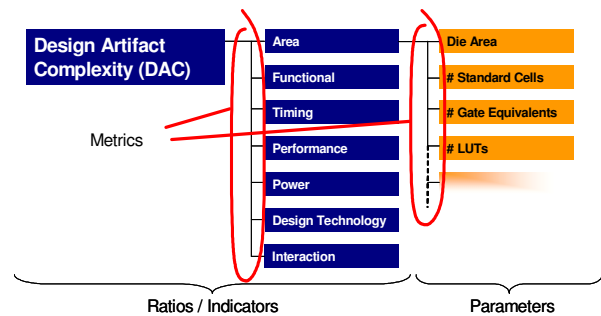 Design Artifact
Complexity (DAC)
Metrics
Area
Functional
Timing
Performance
Power
Design Technology
Interaction
Die Area
# Standard Cells
# Gate Equivalents
# LUTs
Ratios / Indicators
Parameters